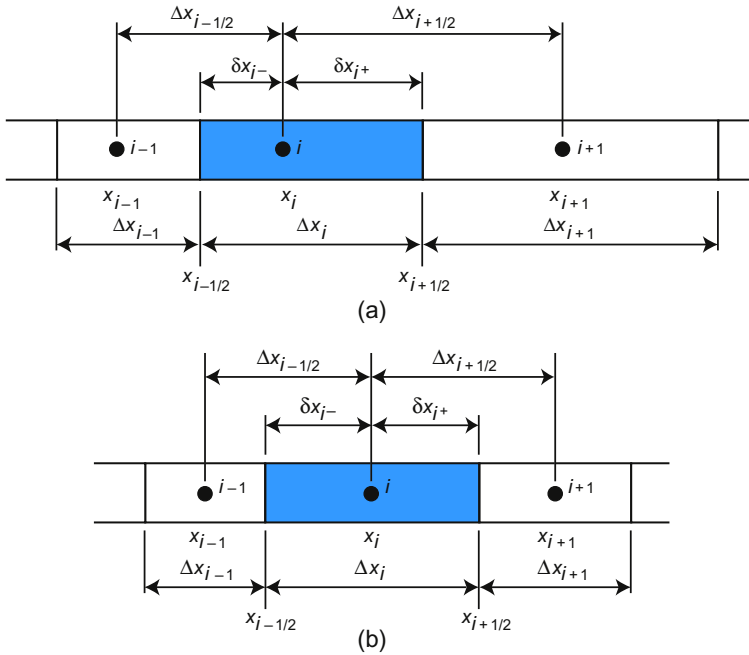 Δx_{i−1/2} Δx_{i+1/2}
δx_{i−} δx_{i+}
i−1 i i+1
x_{i−1} x_i x_{i+1}
Δx_{i−1} Δx_i Δx_{i+1}
x_{i−1/2} x_{i+1/2}
(a)
Δx_{i−1/2} Δx_{i+1/2}
δx_{i−} δx_{i+}
i−1 i i+1
x_{i−1} x_i x_{i+1}
Δx_{i−1} Δx_i Δx_{i+1}
x_{i−1/2} x_{i+1/2}
(b)